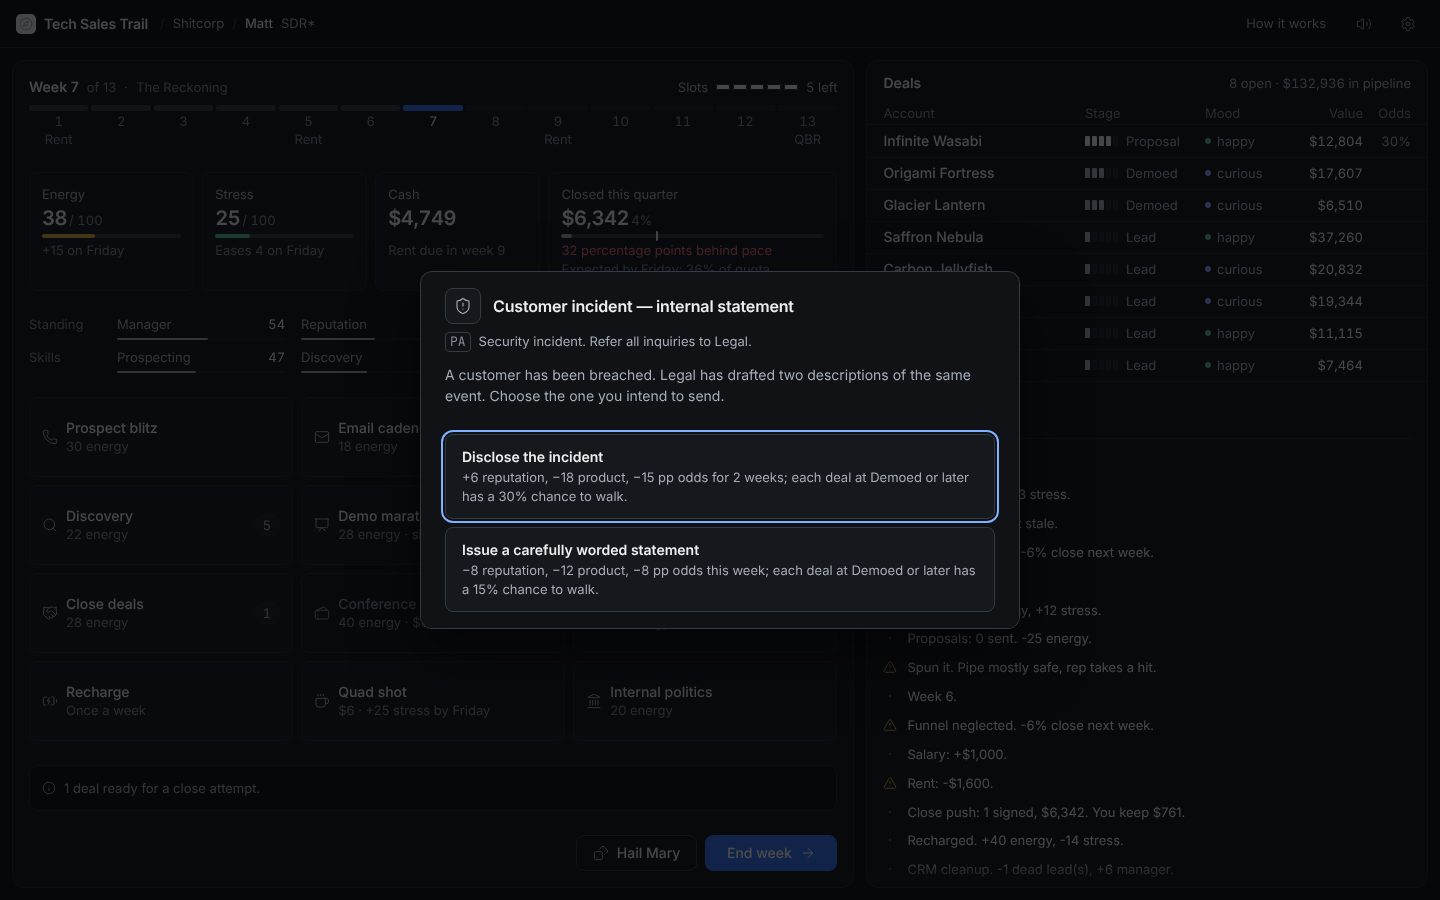 Tech Sales Trail / Shitcorp / Matt SDR*
How it works
Week 7 of 13 · The Reckoning
Slots 5 left
1 2 3 4 5 6 7 8 9 10 11 12 13
Rent Rent Rent QBR
Energy
38 / 100
+15 on Friday
Stress
25 / 100
Eases 4 on Friday
Cash
$4,749
Rent due in week 9
Closed this quarter
$6,342 4%
32 percentage points behind pace
Expected by Friday: 36% of quota
Standing Manager 54 Reputation
Skills Prospecting 47 Discovery
Prospect blitz
30 energy
Email caden
18 energy
Discovery 5
22 energy
Demo marat
28 energy · s
Close deals 1
28 energy
Conference
40 energy · $
Recharge
Once a week
Quad shot
$6 · +25 stress by Friday
Internal politics
20 energy
1 deal ready for a close attempt.
Hail Mary
End week
Customer incident — internal statement
PA Security incident. Refer all inquiries to Legal.
A customer has been breached. Legal has drafted two descriptions of the same
event. Choose the one you intend to send.
Disclose the incident
+6 reputation, −18 product, −15 pp odds for 2 weeks; each deal at Demoed or later
has a 30% chance to walk.
Issue a carefully worded statement
−8 reputation, −12 product, −8 pp odds this week; each deal at Demoed or later has
a 15% chance to walk.
Deals 8 open · $132,936 in pipeline
Account Stage Mood Value Odds
Infinite Wasabi Proposal happy $12,804 30%
Origami Fortress Demoed curious $17,607
Glacier Lantern Demoed curious $6,510
Saffron Nebula Lead happy $37,260
Carbon Jellyfish Lead curious $20,832
Lead curious $19,344
Lead happy $11,115
Lead happy $7,464
3 stress.
stale.
-6% close next week.
y, +12 stress.
Proposals: 0 sent. -25 energy.
Spun it. Pipe mostly safe, rep takes a hit.
Week 6.
Funnel neglected. -6% close next week.
Salary: +$1,000.
Rent: -$1,600.
Close push: 1 signed, $6,342. You keep $761.
Recharged. +40 energy, -14 stress.
CRM cleanup. -1 dead lead(s), +6 manager.